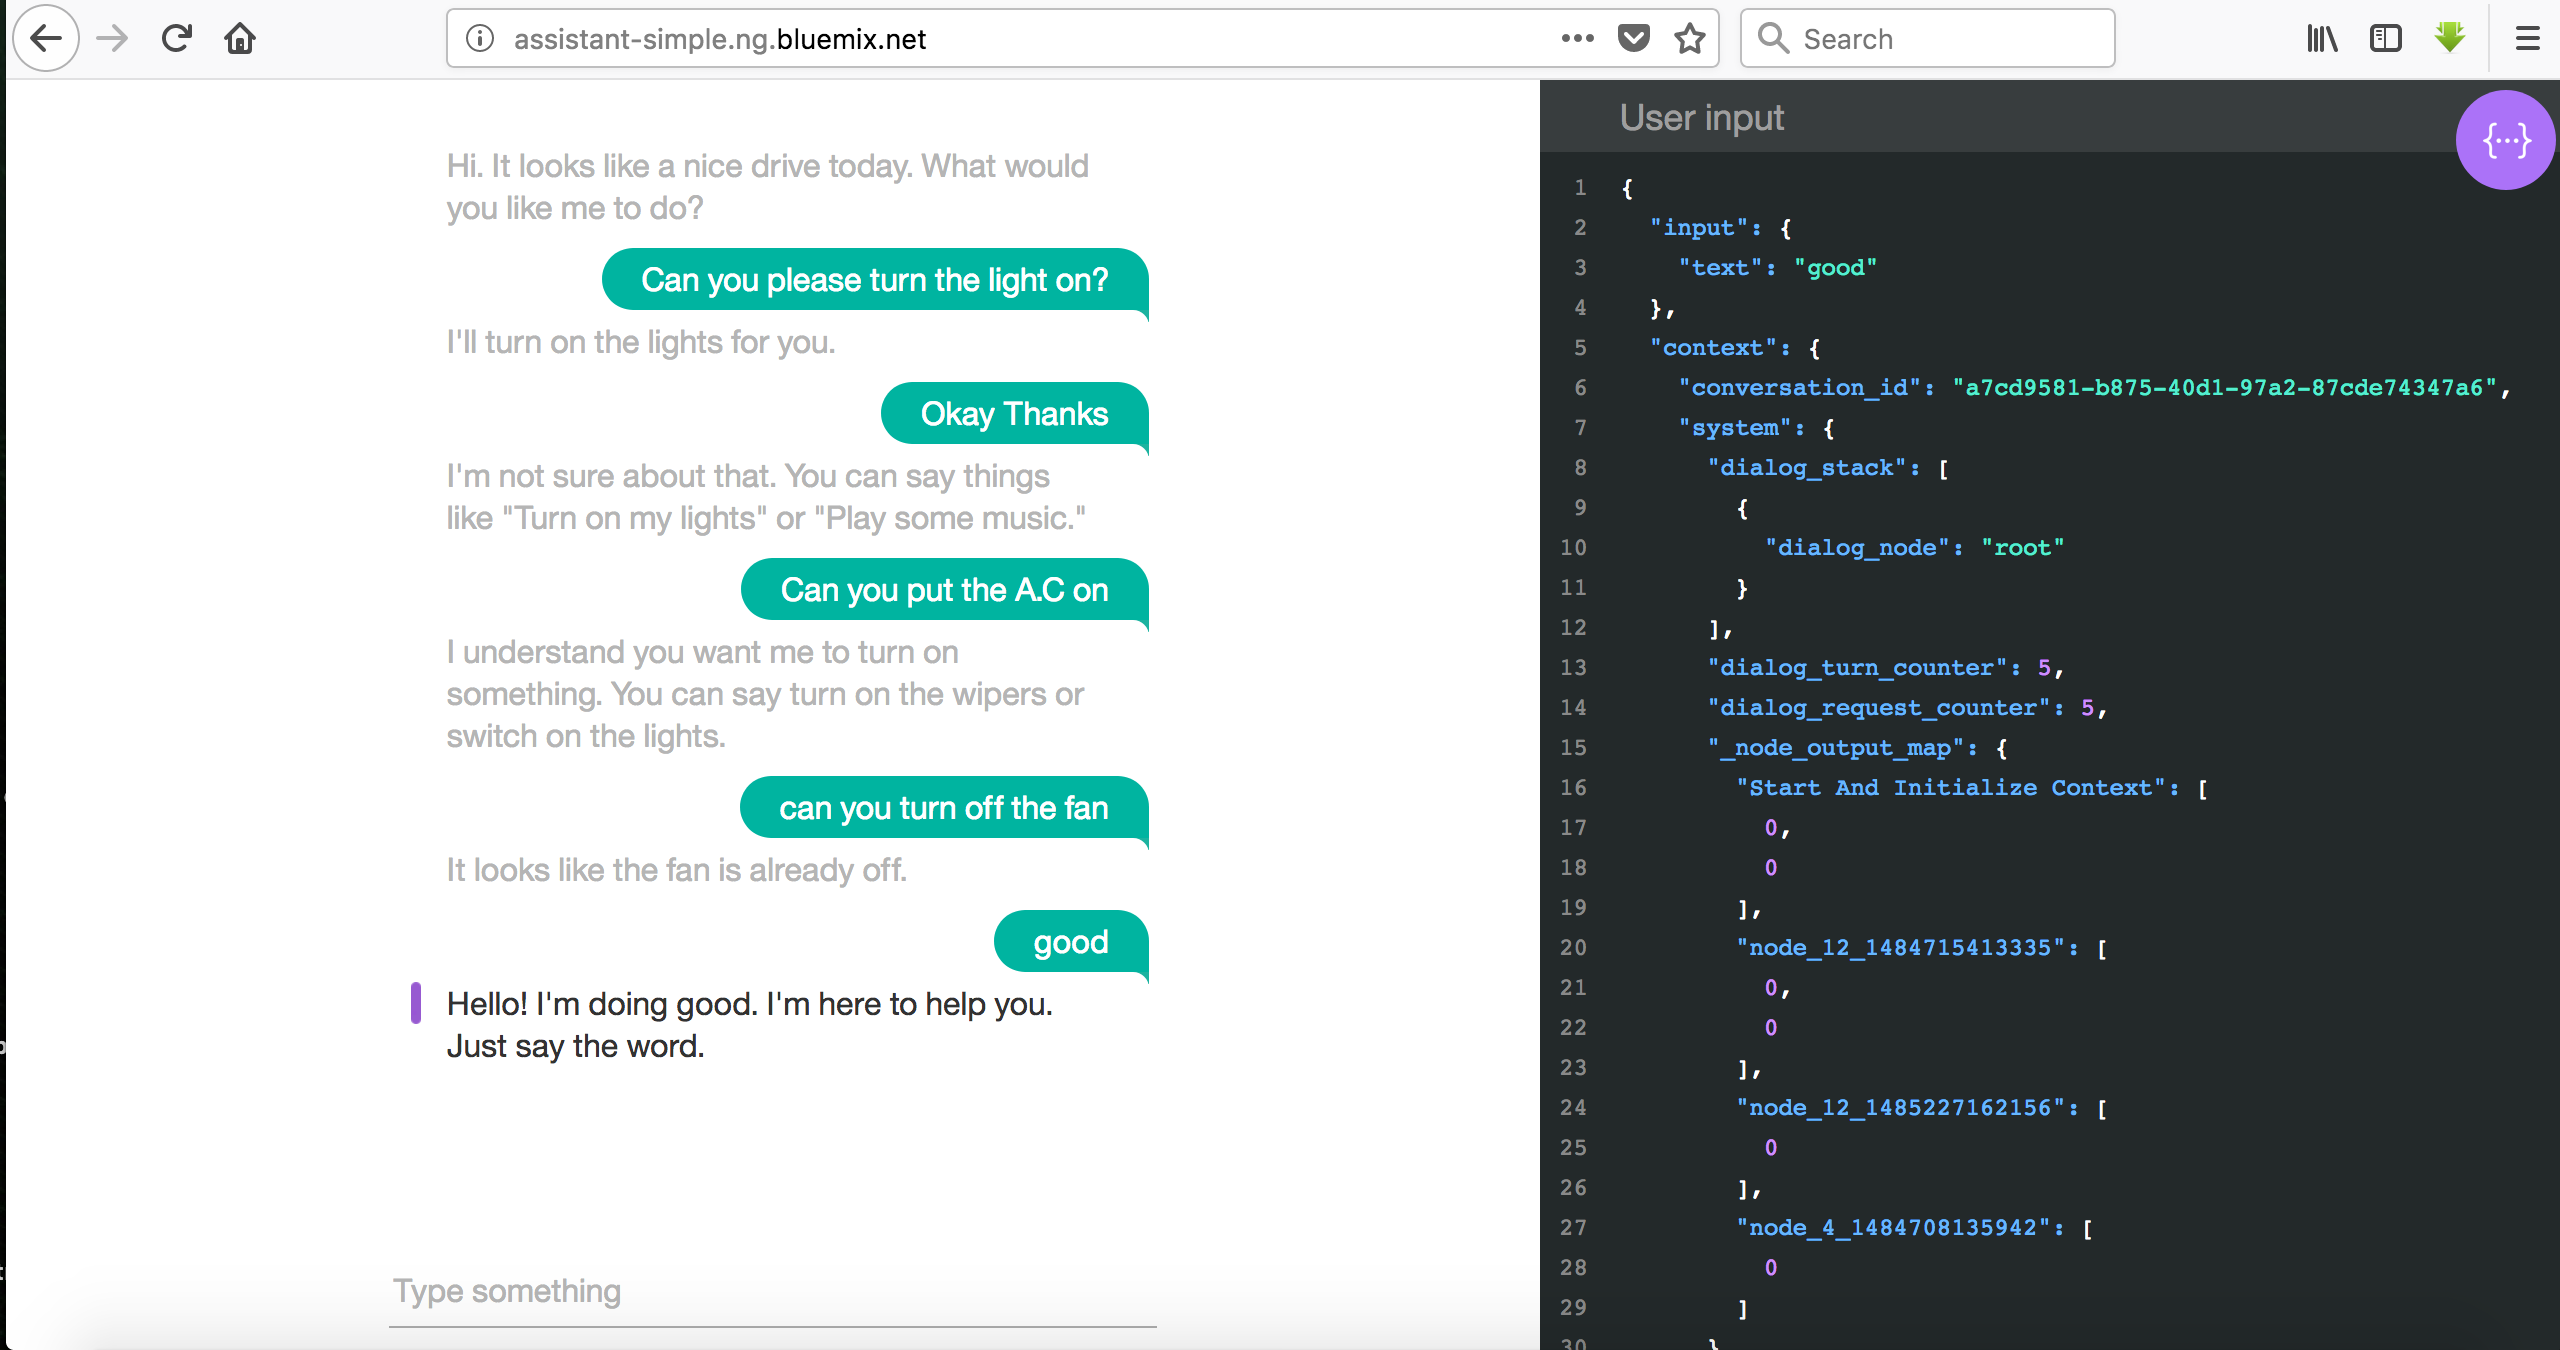 assistant-simple.ng.bluemix.net
Search
Hi. It looks like a nice drive today. What would
you like me to do?
Can you please turn the light on?
I'll turn on the lights for you.
Okay Thanks
I'm not sure about that. You can say things
like "Turn on my lights" or "Play some music."
Can you put the A.C on
I understand you want me to turn on
something. You can say turn on the wipers or
switch on the lights.
can you turn off the fan
It looks like the fan is already off.
good
Hello! I'm doing good. I'm here to help you.
Just say the word.
Type something
User input
{···}
1 {
2 "input": {
3 "text": "good"
4 },
5 "context": {
6 "conversation_id": "a7cd9581-b875-40d1-97a2-87cde74347a6",
7 "system": {
8 "dialog_stack": [
9 {
10 "dialog_node": "root"
11 }
12 ],
13 "dialog_turn_counter": 5,
14 "dialog_request_counter": 5,
15 "_node_output_map": {
16 "Start And Initialize Context": [
17 0,
18 0
19 ],
20 "node_12_1484715413335": [
21 0,
22 0
23 ],
24 "node_12_1485227162156": [
25 0
26 ],
27 "node_4_1484708135942": [
28 0
29 ]
30 }